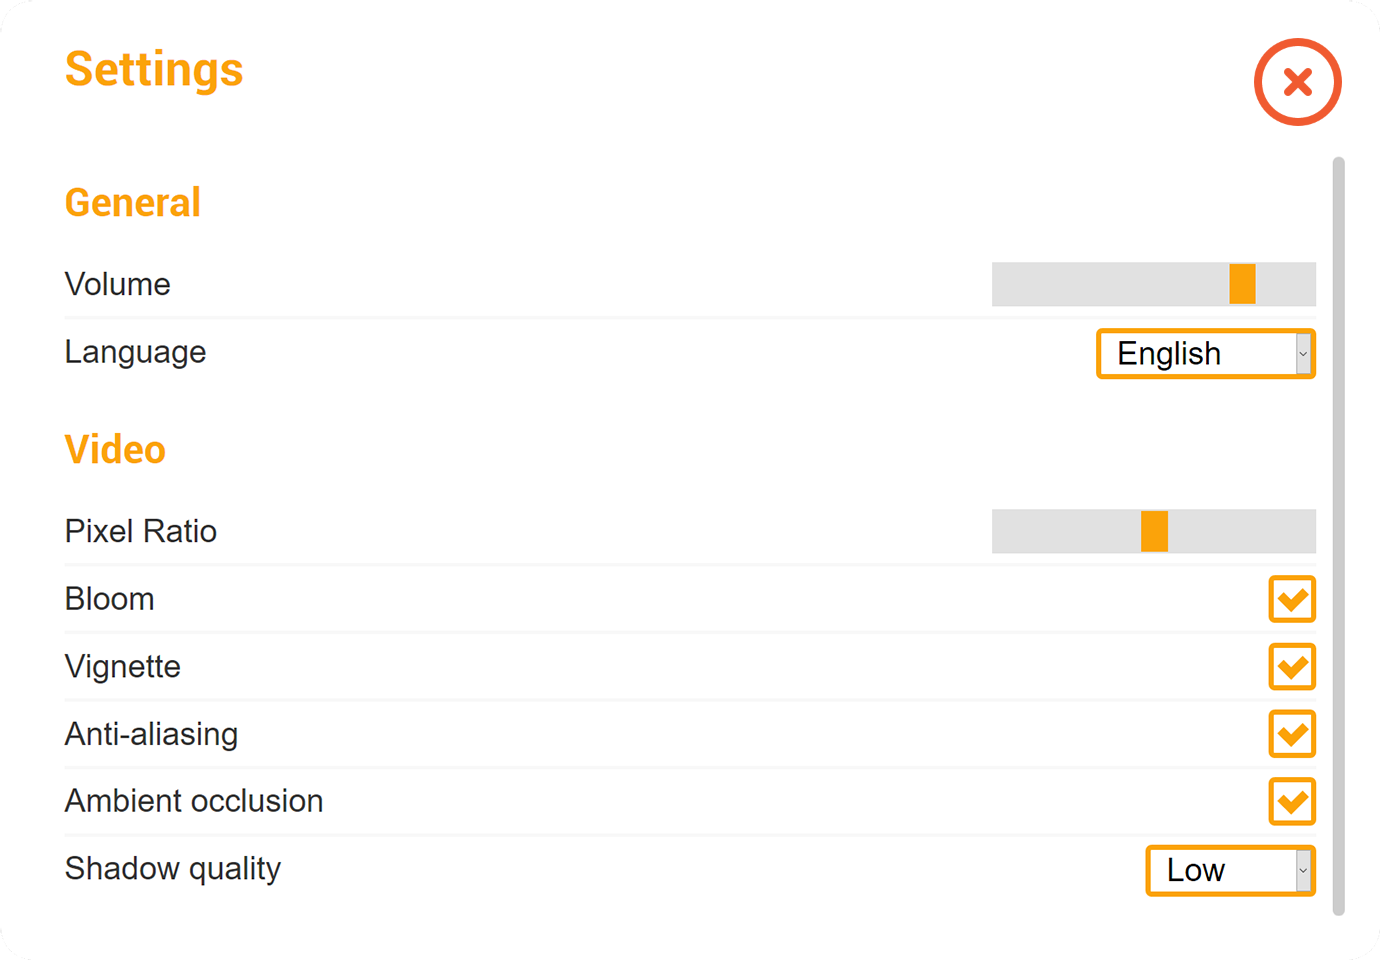 Settings
General
Volume
Language English
Video
Pixel Ratio
Bloom
Vignette
Anti-aliasing
Ambient occlusion
Shadow quality Low